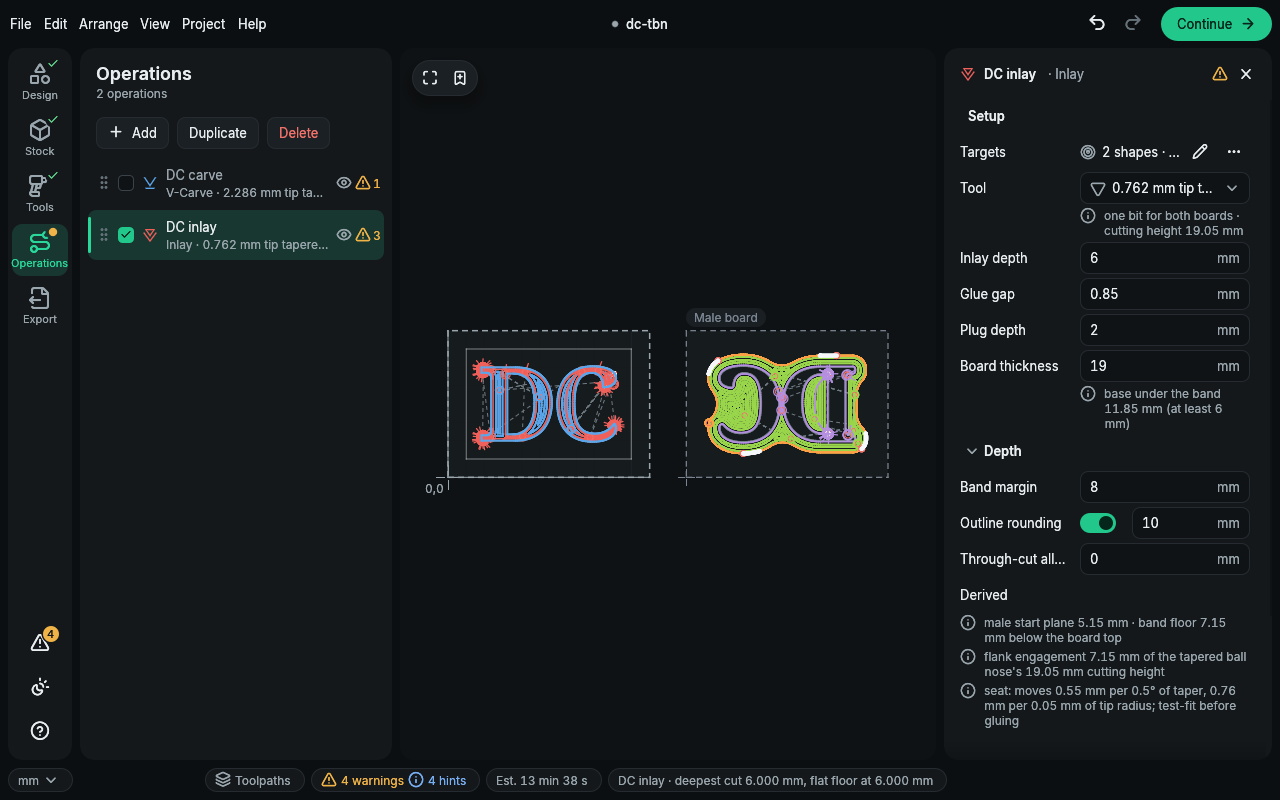 File Edit Arrange View Project Help
dc-tbn
Continue
Design
Stock
Tools
Operations
Export
4
Operations
2 operations
Add Duplicate Delete
DC carve
V-Carve · 2.286 mm tip ta...
1
DC inlay
Inlay · 0.762 mm tip tapere...
3
Male board
0,0
DC inlay · Inlay
Setup
Targets 2 shapes · ...
Tool 0.762 mm tip t...
one bit for both boards ·
cutting height 19.05 mm
Inlay depth 6 mm
Glue gap 0.85 mm
Plug depth 2 mm
Board thickness 19 mm
base under the band
11.85 mm (at least 6
mm)
Depth
Band margin 8 mm
Outline rounding 10 mm
Through-cut all... 0 mm
Derived
male start plane 5.15 mm · band floor 7.15
mm below the board top
flank engagement 7.15 mm of the tapered ball
nose's 19.05 mm cutting height
seat: moves 0.55 mm per 0.5° of taper, 0.76
mm per 0.05 mm of tip radius; test-fit before
gluing
mm
Toolpaths
4 warnings 4 hints
Est. 13 min 38 s
DC inlay · deepest cut 6.000 mm, flat floor at 6.000 mm